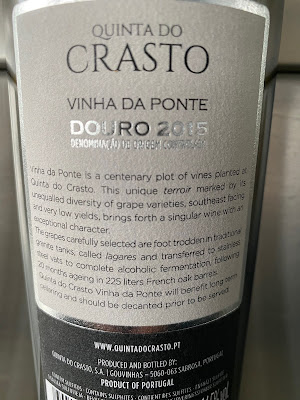 QUINTA DO
CRASTO
VINHA DA PONTE
DOURO 2015
DENOMINAÇÃO DE ORIGEM CONTROLADA
Vinha da Ponte is a centenary plot of vines planted at
Quinta do Crasto. This unique terroir marked by its
unequalled diversity of grape varieties, southeast facing
and very low yields, brings forth a singular wine with an
exceptional character.
The grapes carefully selected are foot trodden in traditional
granite tanks, called lagares and transferred to stainless
steel vats to complete alcoholic fermentation, following
20 months ageing in 225 liters French oak barrels.
Quinta do Crasto Vinha da Ponte will benefit long term
cellaring and should be decanted prior to be served.
WWW.QUINTADOCRASTO.PT
PRODUCED AND BOTTLED BY:
QUINTA DO CRASTO, S.A. | GOUVINHAS – 5060-063 SABROSA, PORTUGAL
PRODUCT OF PORTUGAL
SULFITOS - CONTAINS SULPHITES - CONTIENT DES SULFITES